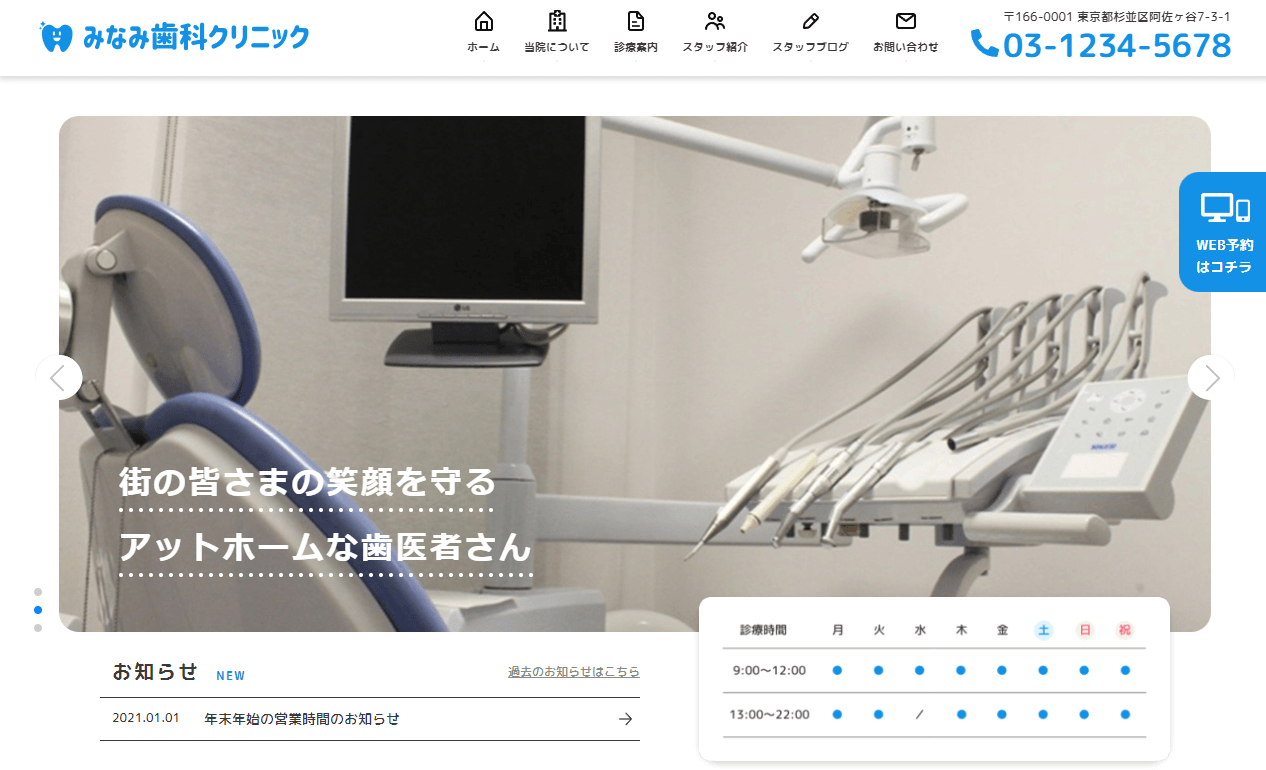 みなみ歯科クリニック
ホーム
当院について
診療案内
スタッフ紹介
スタッフブログ
お問い合わせ
〒166-0001 東京都杉並区阿佐ヶ谷7-3-1
03-1234-5678
WEB予約
はコチラ
街の皆さまの笑顔を守る
アットホームな歯医者さん
お知らせ NEW
過去のお知らせはこちら
2021.01.01 年末年始の営業時間のお知らせ
診療時間 月 火 水 木 金 土 日 祝
9:00〜12:00 ● ● ● ● ● ● ● ●
13:00〜22:00 ● ● / ● ● ● ● ●